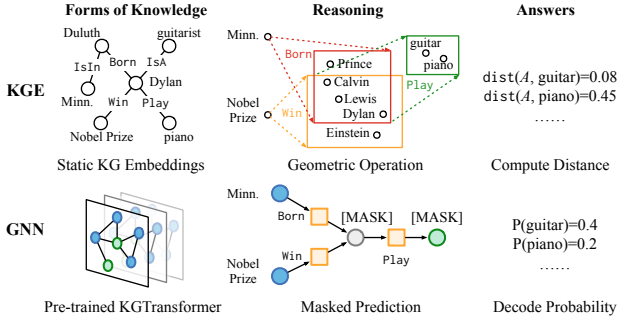 Forms of Knowledge
Reasoning
Answers
KGE
Duluth
guitarist
Born
IsA
IsIn
Dylan
Minn.
Win
Play
Nobel Prize
piano
Static KG Embeddings
Minn.
Born
Prince
Calvin
Lewis
Dylan
Einstein
Nobel
Prize
Win
guitar
piano
Play
Geometric Operation
dist(A, guitar)=0.08
dist(A, piano)=0.45
......
Compute Distance
GNN
Pre-trained KGTransformer
Minn.
Born
[MASK]
[MASK]
Win
Play
Nobel
Prize
Masked Prediction
P(guitar)=0.4
P(piano)=0.2
......
Decode Probability